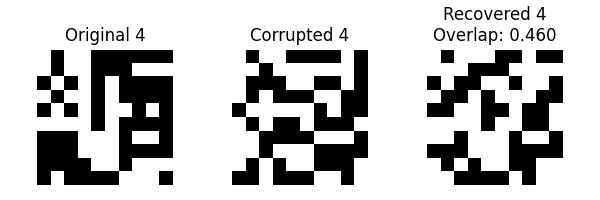 Original 4
Corrupted 4
Recovered 4
Overlap: 0.460